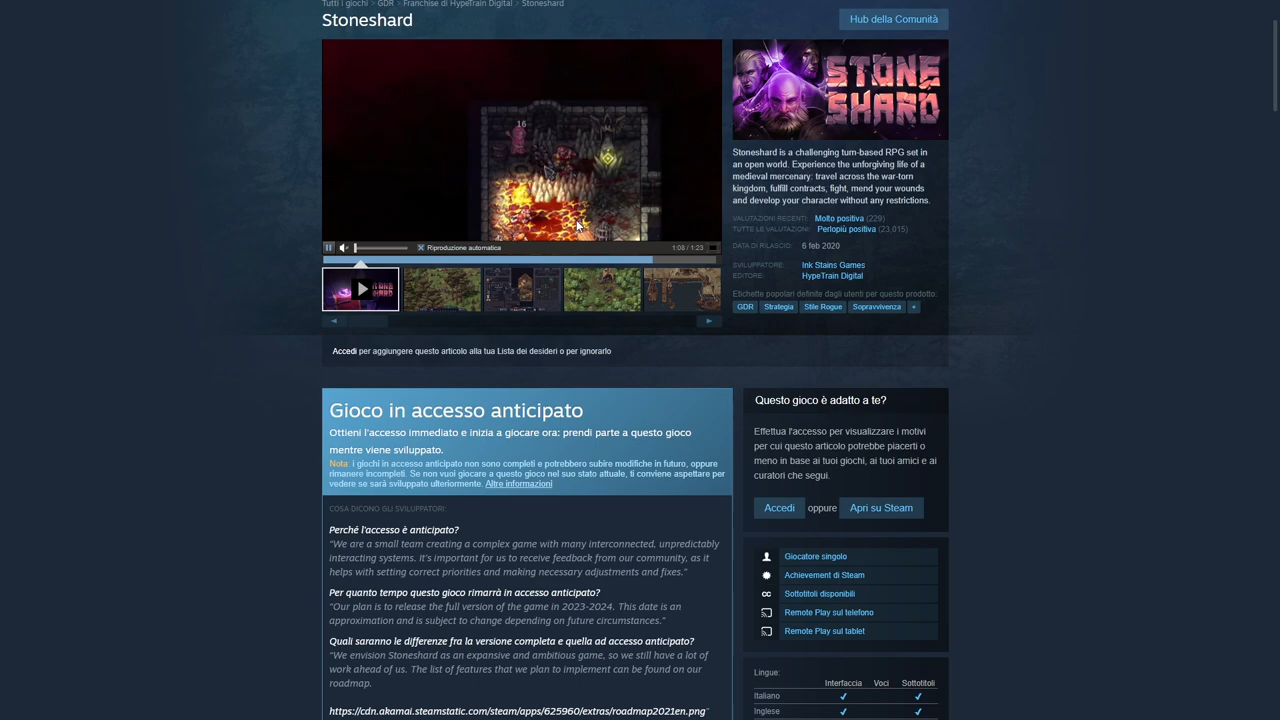 Tutti i giochi > GDR > Franchise di HypeTrain Digital > Stoneshard
Stoneshard
Hub della Comunità
16
STONE
SHARD
Stoneshard is a challenging turn-based RPG set in
an open world. Experience the unforgiving life of a
medieval mercenary: travel across the war-torn
kingdom, fulfill contracts, fight, mend your wounds
and develop your character without any restrictions.
VALUTAZIONI RECENTI: Molto positiva (229)
TUTTE LE VALUTAZIONI: Perlopiù positiva (23,015)
DATA DI RILASCIO: 6 feb 2020
SVILUPPATORE: Ink Stains Games
EDITORE: HypeTrain Digital
Etichette popolari definite dagli utenti per questo prodotto:
GDR Strategia Stile Rogue Sopravvivenza +
Riproduzione automatica 1:08 / 1:23
Accedi per aggiungere questo articolo alla tua Lista dei desideri o per ignorarlo
Gioco in accesso anticipato
Ottieni l'accesso immediato e inizia a giocare ora: prendi parte a questo gioco
mentre viene sviluppato.
Nota: i giochi in accesso anticipato non sono completi e potrebbero subire modifiche in futuro, oppure
rimanere incompleti. Se non vuoi giocare a questo gioco nel suo stato attuale, ti conviene aspettare per
vedere se sarà sviluppato ulteriormente. Altre informazioni
COSA DICONO GLI SVILUPPATORI:
Perché l'accesso è anticipato?
“We are a small team creating a complex game with many interconnected, unpredictably
interacting systems. it's important for us to receive feedback from our community, as it
helps with setting correct priorities and making necessary adjustments and fixes.”
Per quanto tempo questo gioco rimarrà in accesso anticipato?
“Our plan is to release the full version of the game in 2023-2024. This date is an
approximation and is subject to change depending on future circumstances.”
Quali saranno le differenze fra la versione completa e quella ad accesso anticipato?
“We envision Stoneshard as an expansive and ambitious game, so we still have a lot of
work ahead of us. The list of features that we plan to implement can be found on our
roadmap.
https://cdn.akamai.steamstatic.com/steam/apps/625960/extras/roadmap2021en.png”
Questo gioco è adatto a te?
Effettua l'accesso per visualizzare i motivi
per cui questo articolo potrebbe piacerti o
meno in base ai tuoi giochi, ai tuoi amici e ai
curatori che segui.
Accedi oppure Apri su Steam
Giocatore singolo
Achievement di Steam
CC Sottotitoli disponibili
Remote Play sul telefono
Remote Play sul tablet
Lingue:
Interfaccia Voci Sottotitoli
Italiano ✔ ✔
Inglese ✔ ✔